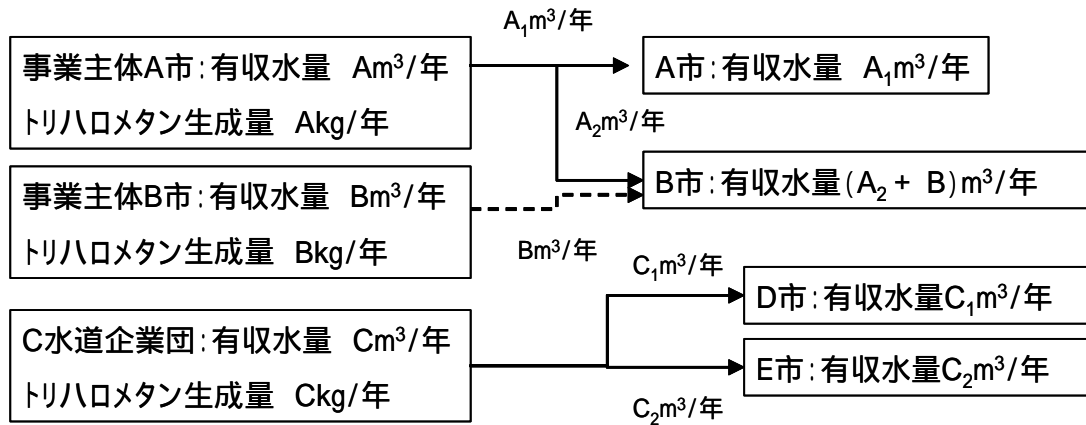 A₁m³/年
事業主体A市:有収水量 Am³/年
トリハロメタン生成量 Akg/年
A市:有収水量 A₁m³/年
A₂m³/年
事業主体B市:有収水量 Bm³/年
トリハロメタン生成量 Bkg/年
B市:有収水量(A₂ + B)m³/年
Bm³/年
C₁m³/年
C水道企業団:有収水量 Cm³/年
トリハロメタン生成量 Ckg/年
D市:有収水量C₁m³/年
E市:有収水量C₂m³/年
C₂m³/年